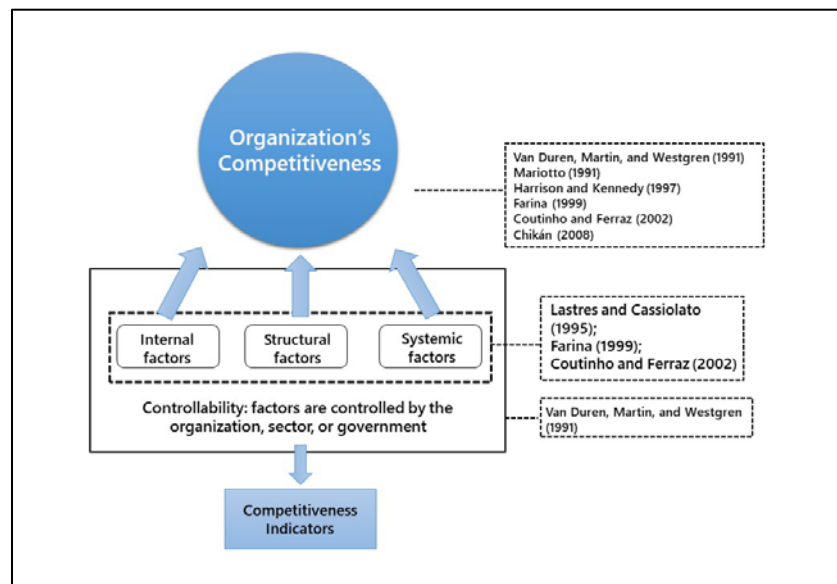 Organization's
Competitiveness
Van Duren, Martin, and Westgren (1991)
Mariotto (1991)
Harrison and Kennedy (1997)
Farina (1999)
Coutinho and Ferraz (2002)
Chikán (2008)
Internal
factors
Structural
factors
Systemic
factors
Lastres and Cassiolato
(1995);
Farina (1999);
Coutinho and Ferraz (2002)
Controllability: factors are controlled by the
organization, sector, or government
Van Duren, Martin, and Westgren
(1991)
Competitiveness
Indicators